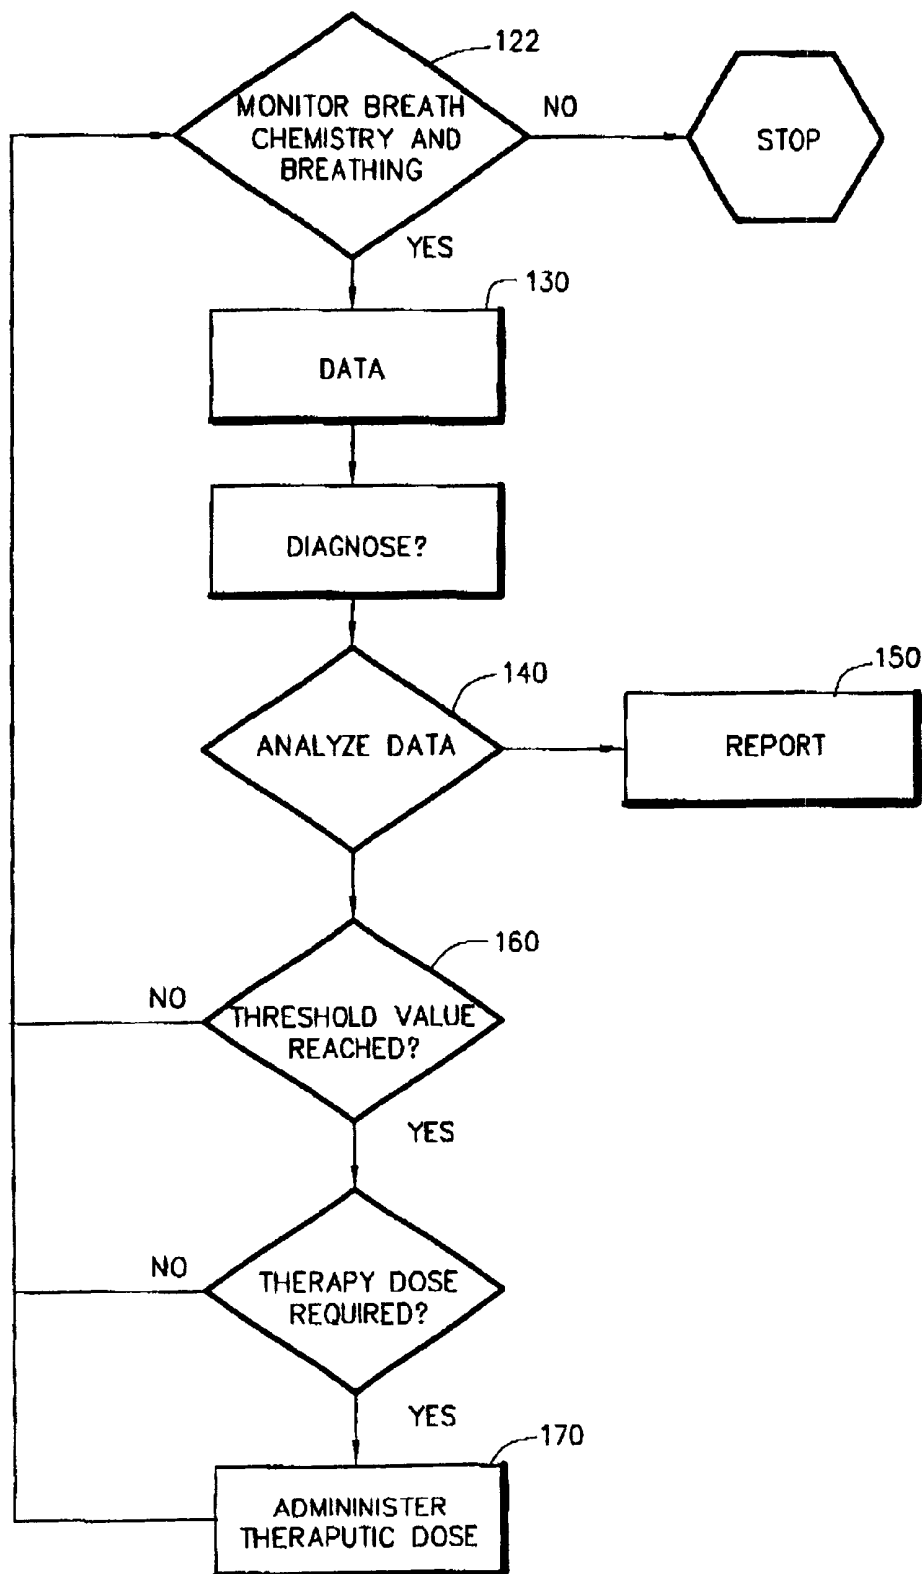 122
MONITOR BREATH
CHEMISTRY AND
BREATHING
NO
STOP
YES
130
DATA
DIAGNOSE?
140
ANALYZE DATA
150
REPORT
160
NO
THRESHOLD VALUE
REACHED?
YES
NO
THERAPY DOSE
REQUIRED?
YES
170
ADMININISTER
THERAPUTIC DOSE